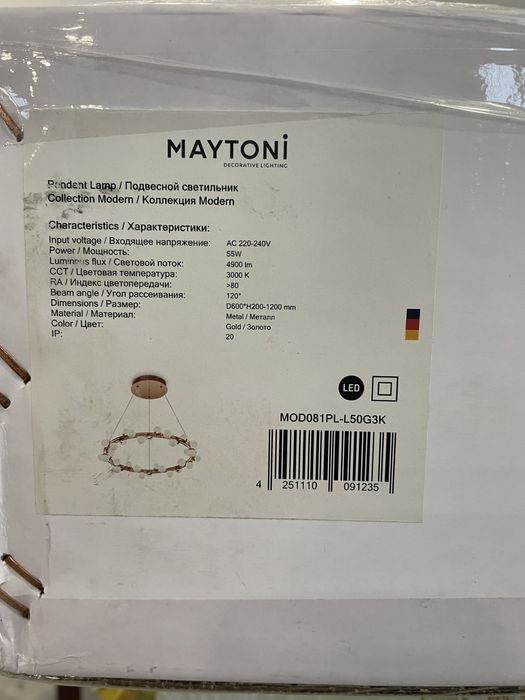 MAYTONi
DECORATIVE LIGHTING
Pendant Lamp / Подвесной светильник
Collection Modern / Коллекция Modern
Characteristics / Характеристики:
Input voltage / Входящее напряжение: AC 220-240V
Power / Мощность: 55W
Luminous flux / Световой поток: 4900 lm
CCT / Цветовая температура: 3000 K
RA / Индекс цветопередачи: >80
Beam angle / Угол рассеивания: 120°
Dimensions / Размер: D600*H200-1200 mm
Material / Материал: Metal / Металл
Color / Цвет: Gold / Золото
IP: 20
LED
MOD081PL-L50G3K
4 251110 091235